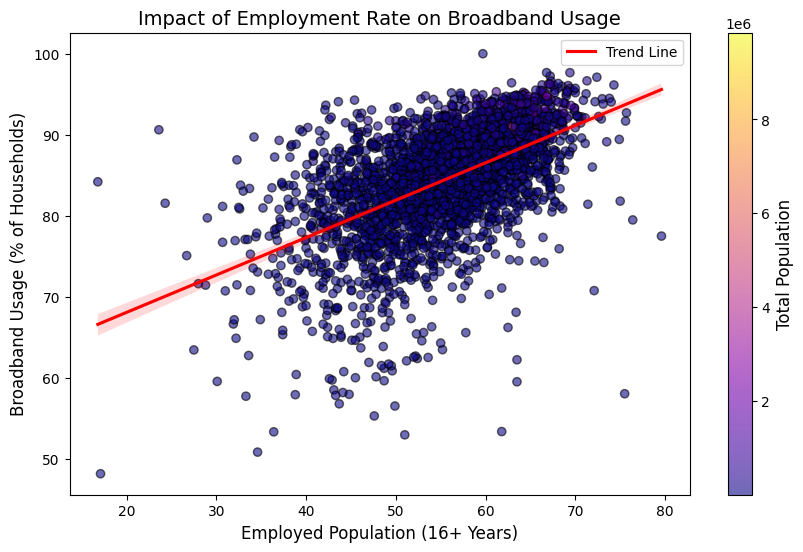 Impact of Employment Rate on Broadband Usage
1e6
Trend Line
100
90
80
70
60
50
Broadband Usage (% of Households)
20 30 40 50 60 70 80
Employed Population (16+ Years)
8
6
4
2
Total Population